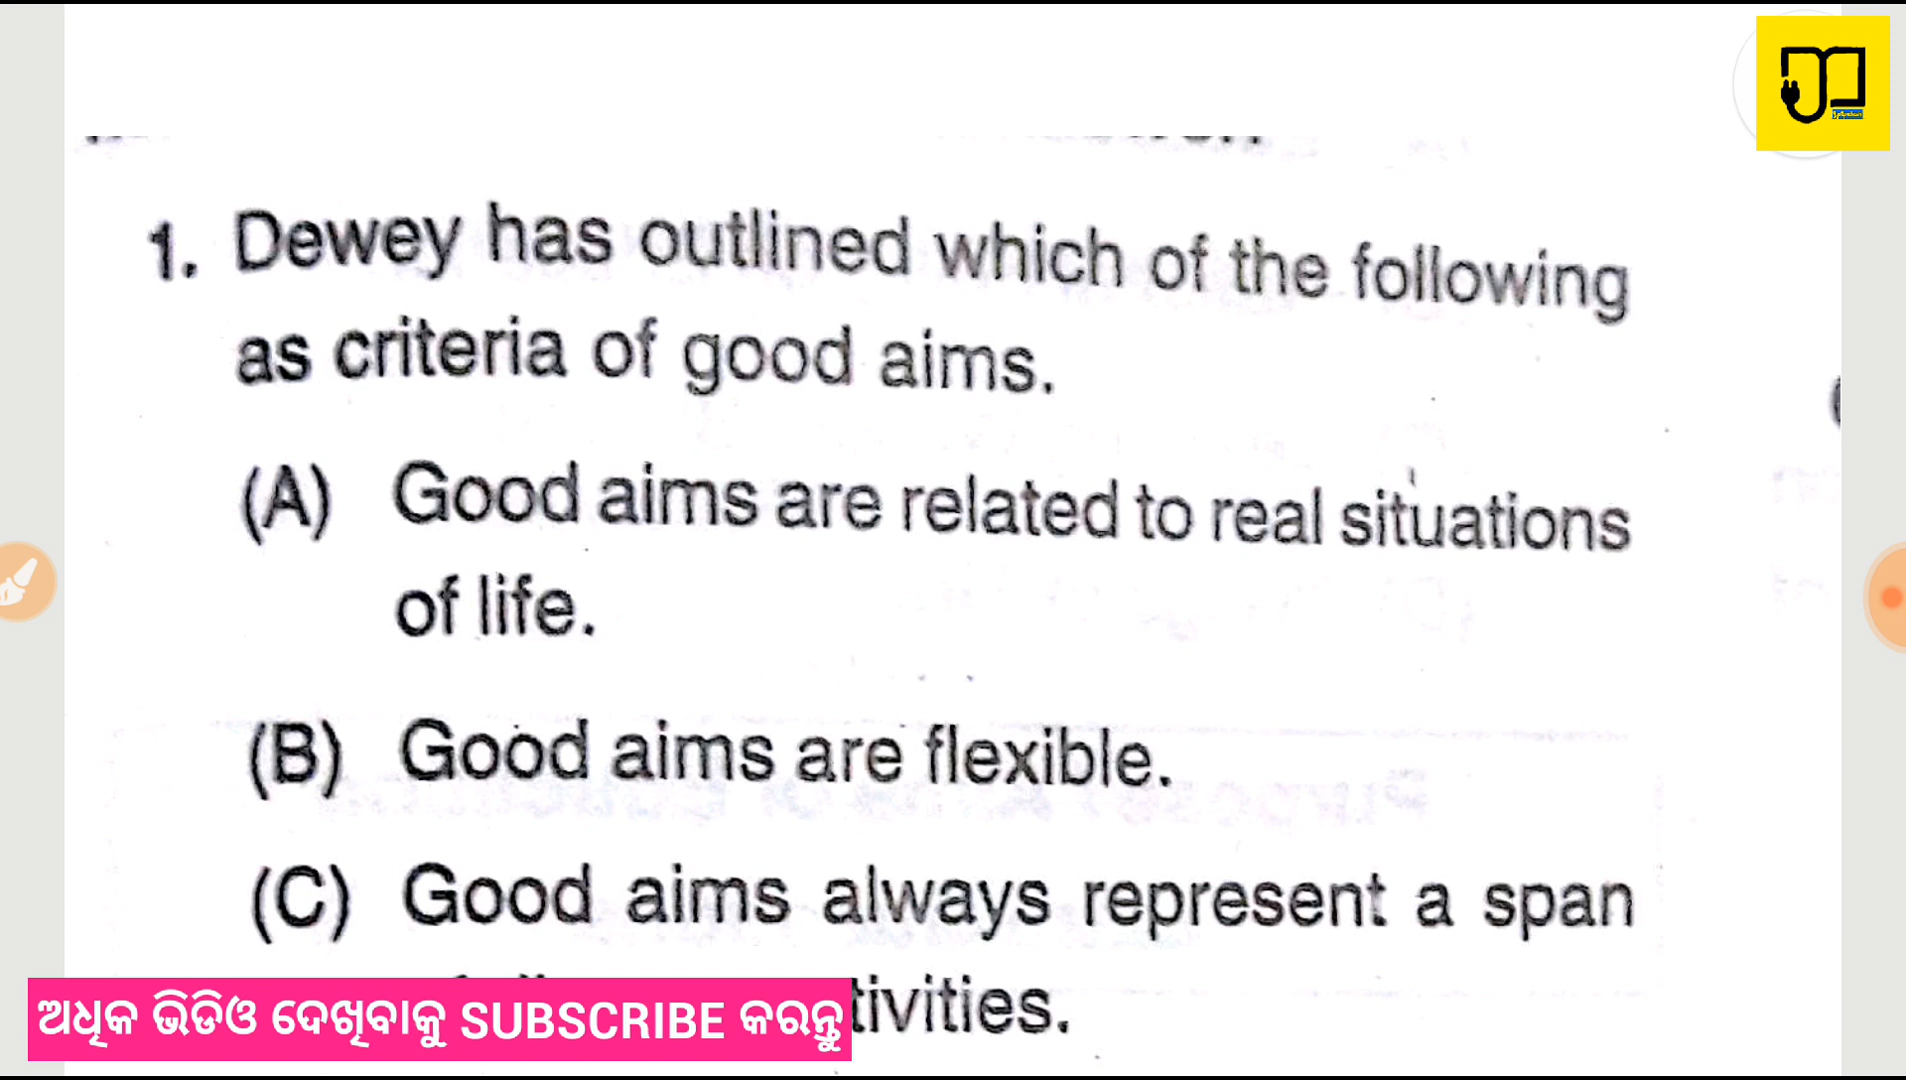 1. Dewey has outlined which of the following
as criteria of good aims.
(A) Good aims are related to real situations
of life.
(B) Good aims are flexible.
(C) Good aims always represent a span
tivities.
ଅଧିକ ଭିଡିଓ ଦେଖିବାକୁ SUBSCRIBE କରନ୍ତୁ